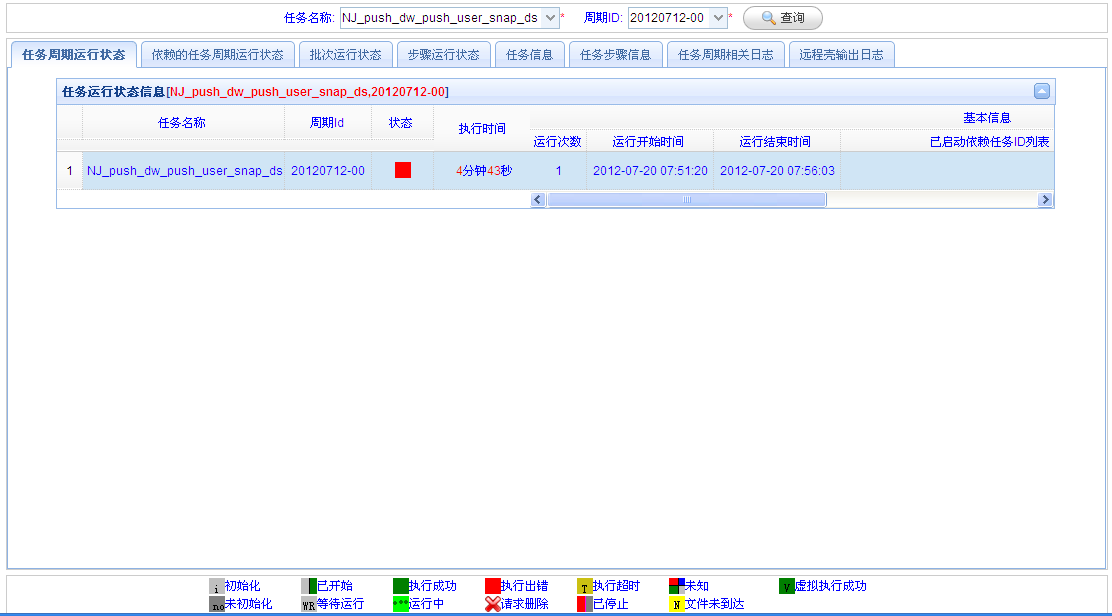 任务名称: NJ_push_dw_push_user_snap_ds * 周期ID: 20120712-00 * 查询
任务周期运行状态 依赖的任务周期运行状态 批次运行状态 步骤运行状态 任务信息 任务步骤信息 任务周期相关日志 远程壳输出日志
任务运行状态信息[NJ_push_dw_push_user_snap_ds,20120712-00]
任务名称 周期Id 状态 执行时间 基本信息
运行次数 运行开始时间 运行结束时间 已启动依赖任务ID列表
1 NJ_push_dw_push_user_snap_ds 20120712-00 4分钟43秒 1 2012-07-20 07:51:20 2012-07-20 07:56:03
i 初始化 已开始 执行成功 执行出错 T 执行超时 未知 V 虚拟执行成功
no 未初始化 WR 等待运行 运行中 请求删除 已停止 N 文件未到达